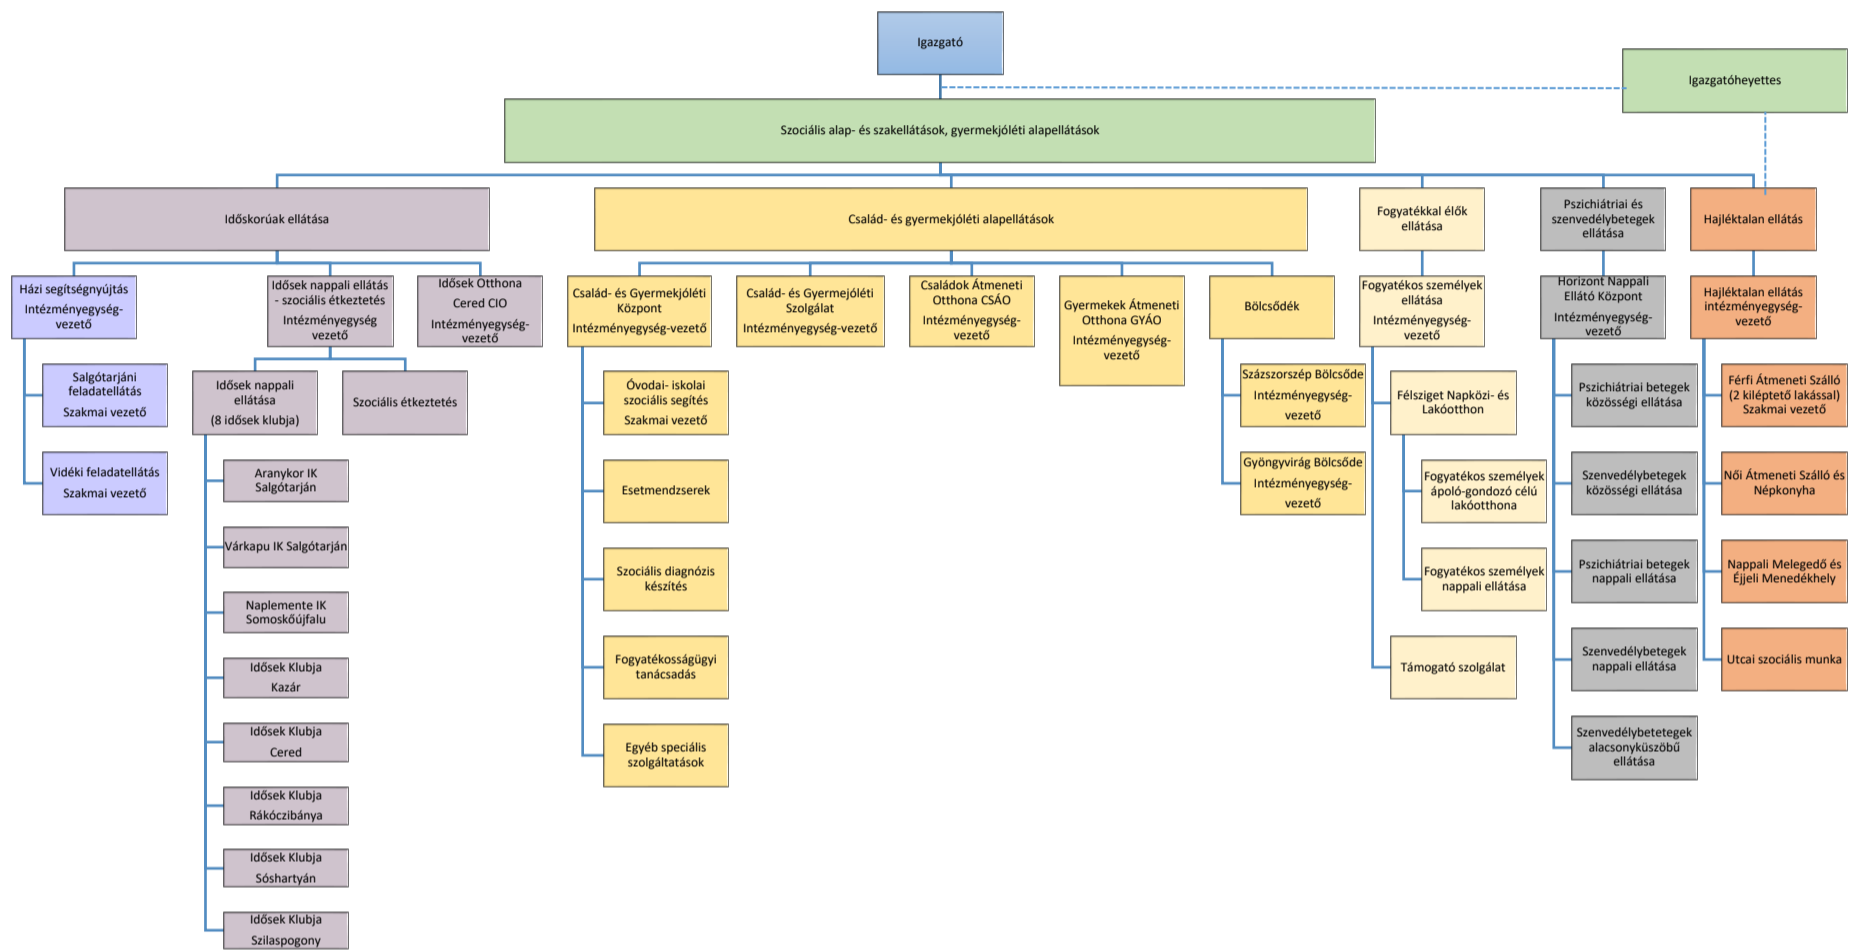 Igazgató
Igazgatóheyettes
Szociális alap- és szakellátások, gyermekjóléti alapellátások
Időskorúak ellátása
Család- és gyermekjóléti alapellátások
Fogyatékkal élők
ellátása
Pszichiátriai és
szenvedélybetegek
ellátása
Hajléktalan ellátás
Házi segítségnyújtás
Intézményegység-
vezető
Idősek nappali ellátás
- szociális étkeztetés
Intézményegység
vezető
Idősek Otthona
Cered CIO
Intézményegység-
vezető
Család- és Gyermekjóléti
Központ
Intézményegység-vezető
Család- és Gyermejóléti
Szolgálat
Intézményegység-vezető
Családok Átmeneti
Otthona CSÁO
Intézményegység-
vezető
Gyermekek Átmeneti
Otthona GYÁO
Intézményegység-
vezető
Bölcsődék
Fogyatékos személyek
ellátása
Intézményegység-
vezető
Horizont Nappali
Ellátó Központ
Intézményegység-
vezető
Hajléktalan ellátás
intézményegység-
vezető
Salgótarjáni
feladatellátás
Szakmai vezető
Vidéki feladatellátás
Szakmai vezető
Idősek nappali
ellátása
(8 idősek klubja)
Szociális étkeztetés
Aranykor IK
Salgótarján
Várkapu IK Salgótarján
Naplemente IK
Somoskőújfalu
Idősek Klubja
Kazár
Idősek Klubja
Cered
Idősek Klubja
Rákóczibánya
Idősek Klubja
Sóshartyán
Idősek Klubja
Szilaspogony
Óvodai- iskolai
szociális segítés
Szakmai vezető
Esetmendzserek
Szociális diagnózis
készítés
Fogyatékosságügyi
tanácsadás
Egyéb speciális
szolgáltatások
Százszorszép Bölcsőde
Intézményegység-
vezető
Gyöngyvirág Bölcsőde
Intézményegység-
vezető
Félsziget Napközi- és
Lakóotthon
Fogyatékos személyek
ápoló-gondozó célú
lakóotthona
Fogyatékos személyek
nappali ellátása
Támogató szolgálat
Pszichiátriai betegek
közösségi ellátása
Szenvedélybetegek
közösségi ellátása
Pszichiátriai betegek
nappali ellátása
Szenvedélybetegek
nappali ellátása
Szenvedélybetetegek
alacsonyküszöbű
ellátása
Férfi Átmeneti Szálló
(2 kiléptető lakással)
Szakmai vezető
Női Átmeneti Szálló és
Népkonyha
Nappali Melegedő és
Éjjeli Menedékhely
Utcai szociális munka